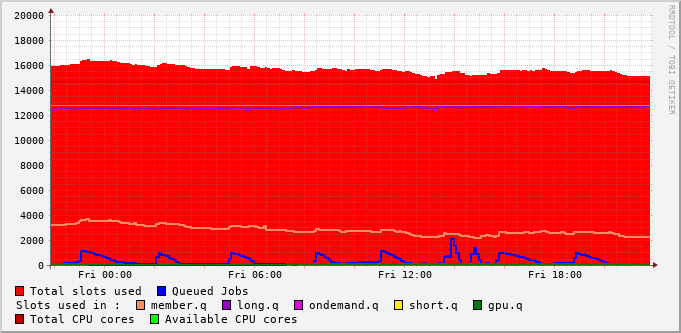 RRDTOOL / TOBI OETIKER
20000
18000
16000
14000
12000
10000
8000
6000
4000
2000
0
Fri 00:00 Fri 06:00 Fri 12:00 Fri 18:00
Total slots used Queued Jobs
Slots used in : member.q long.q ondemand.q short.q gpu.q
Total CPU cores Available CPU cores